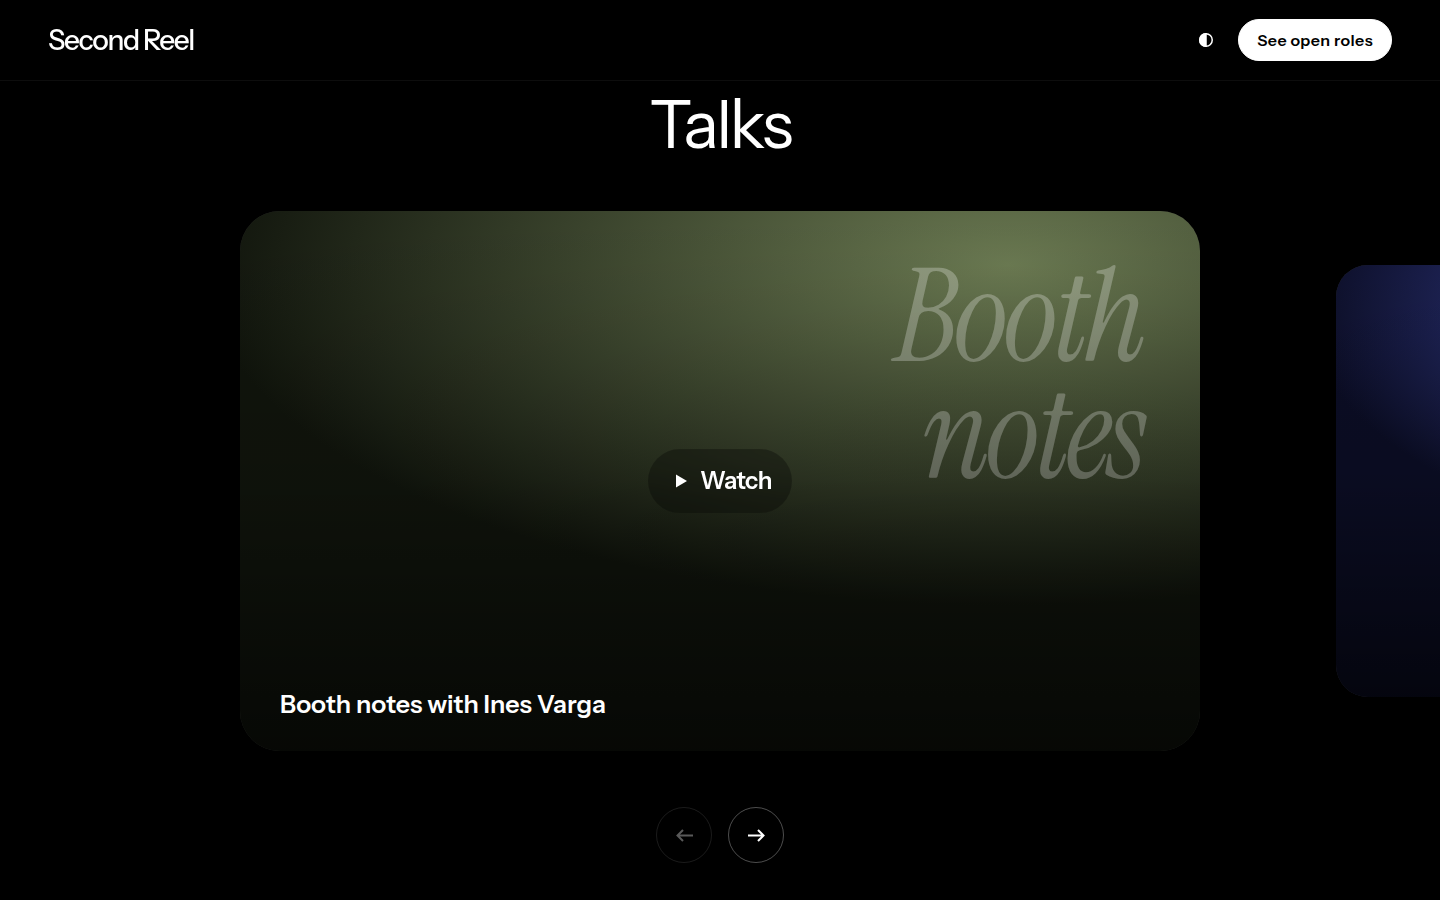 Second Reel
See open roles
Talks
Booth
notes
Watch
Booth notes with Ines Varga